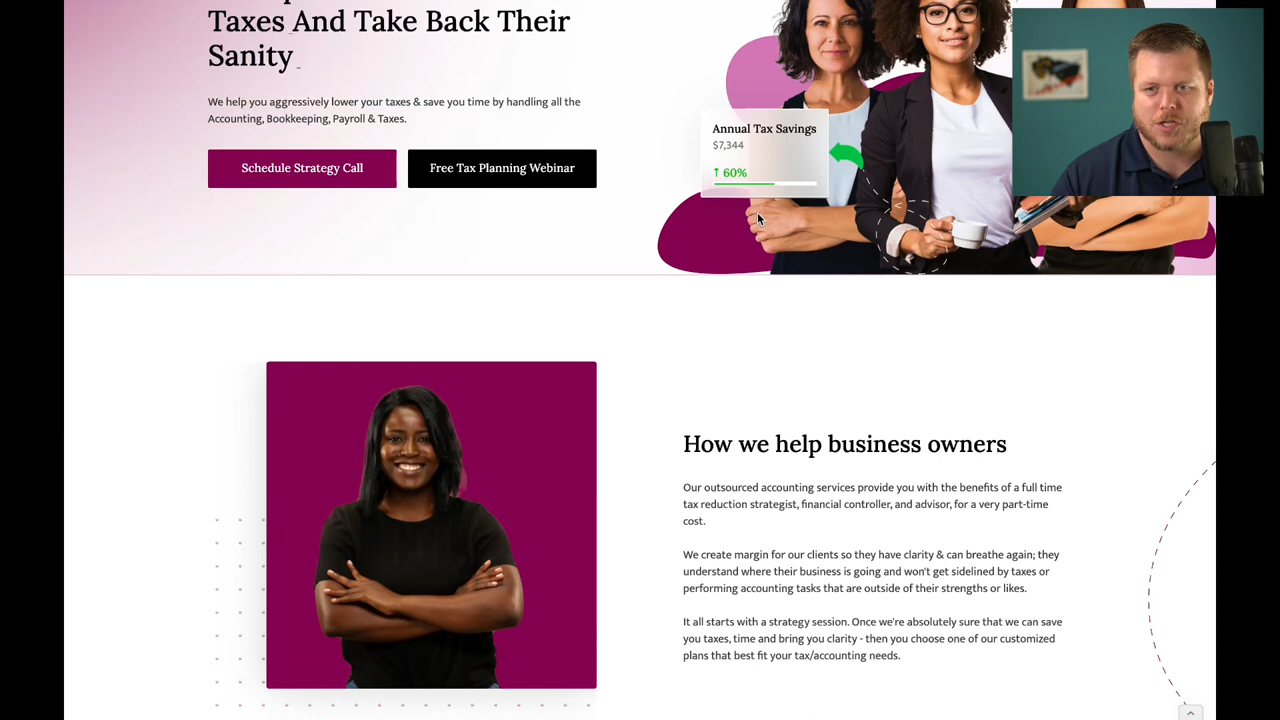 Taxes And Take Back Their
Sanity
We help you aggressively lower your taxes & save you time by handling all the
Accounting, Bookkeeping, Payroll & Taxes.
Schedule Strategy Call
Free Tax Planning Webinar
Annual Tax Savings
$7,344
↑ 60%
<
How we help business owners
Our outsourced accounting services provide you with the benefits of a full time
tax reduction strategist, financial controller, and advisor, for a very part-time
cost.
We create margin for our clients so they have clarity & can breathe again; they
understand where their business is going and won't get sidelined by taxes or
performing accounting tasks that are outside of their strengths or likes.
It all starts with a strategy session. Once we're absolutely sure that we can save
you taxes, time and bring you clarity - then you choose one of our customized
plans that best fit your tax/accounting needs.